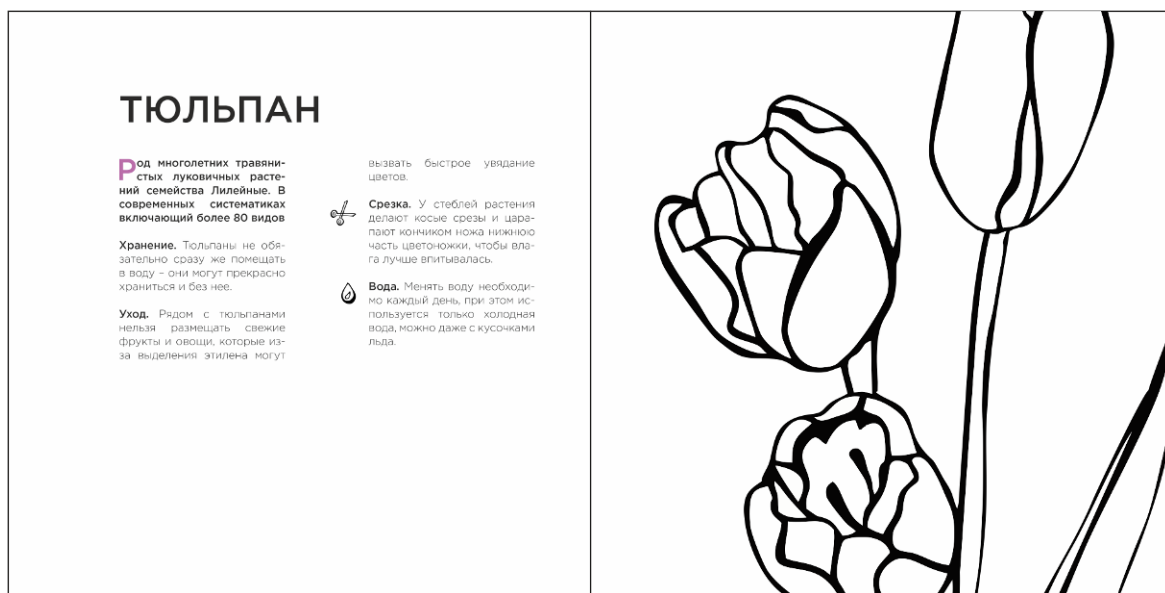 ТЮЛЬПАН
Род многолетних травяни-
стых луковичных расте-
ний семейства Лилейные. В
современных систематиках
включающий более 80 видов
Хранение. Тюльпаны не обя-
зательно сразу же помещать
в воду – они могут прекрасно
храниться и без нее.
Уход. Рядом с тюльпанами
нельзя размещать свежие
фрукты и овощи, которые из-
за выделения этилена могут
вызвать быстрое увядание
цветов.
Срезка. У стеблей растения
делают косые срезы и цара-
пают кончиком ножа нижнюю
часть цветоножки, чтобы вла-
га лучше впитывалась.
Вода. Менять воду необходи-
мо каждый день, при этом ис-
пользуется только холодная
вода, можно даже с кусочками
льда.